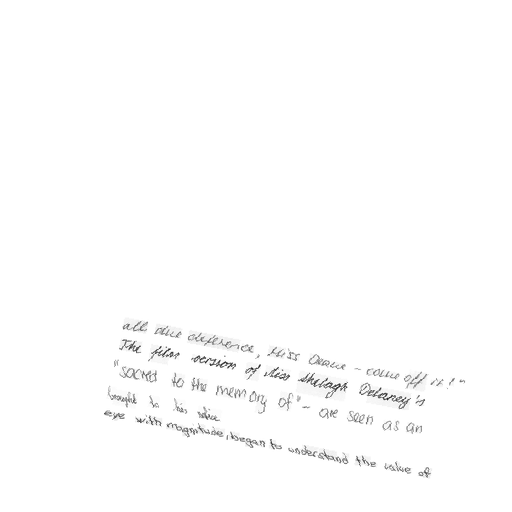 all due deference, Miss Deane - come off it! "
The film version of Miss Shelagh Delaney's
"sacred to the memory of" - are seen as an
brought to his notice
eye with magnitude, began to understand the value of